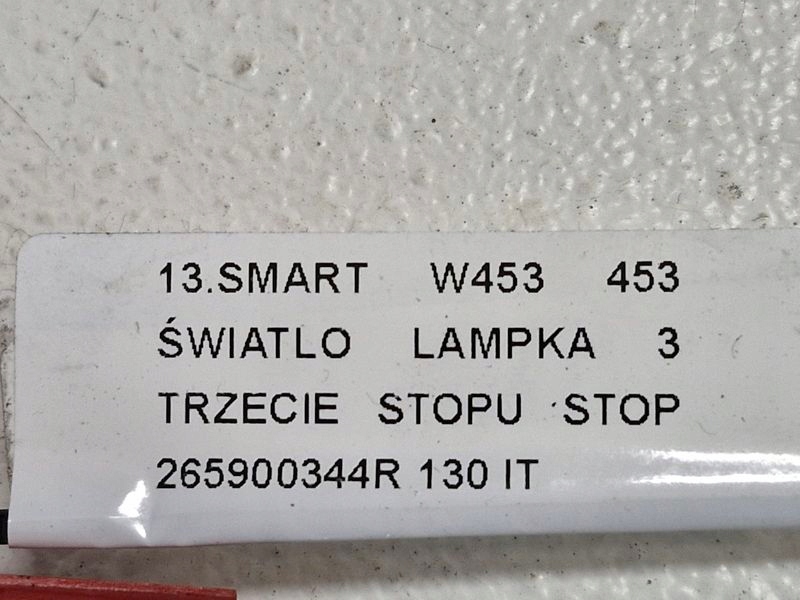 13.SMART W453 453
ŚWIATLO LAMPKA 3
TRZECIE STOPU STOP
265900344R 130 IT